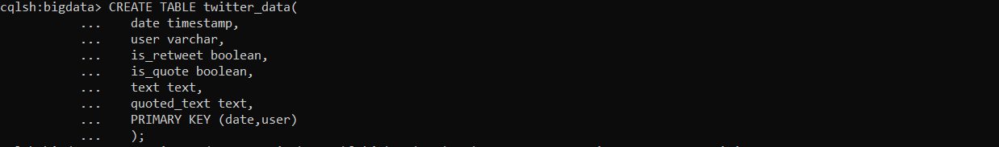 cqlsh:bigdata> CREATE TABLE twitter_data(
... date timestamp,
... user varchar,
... is_retweet boolean,
... is_quote boolean,
... text text,
... quoted_text text,
... PRIMARY KEY (date,user)
... );